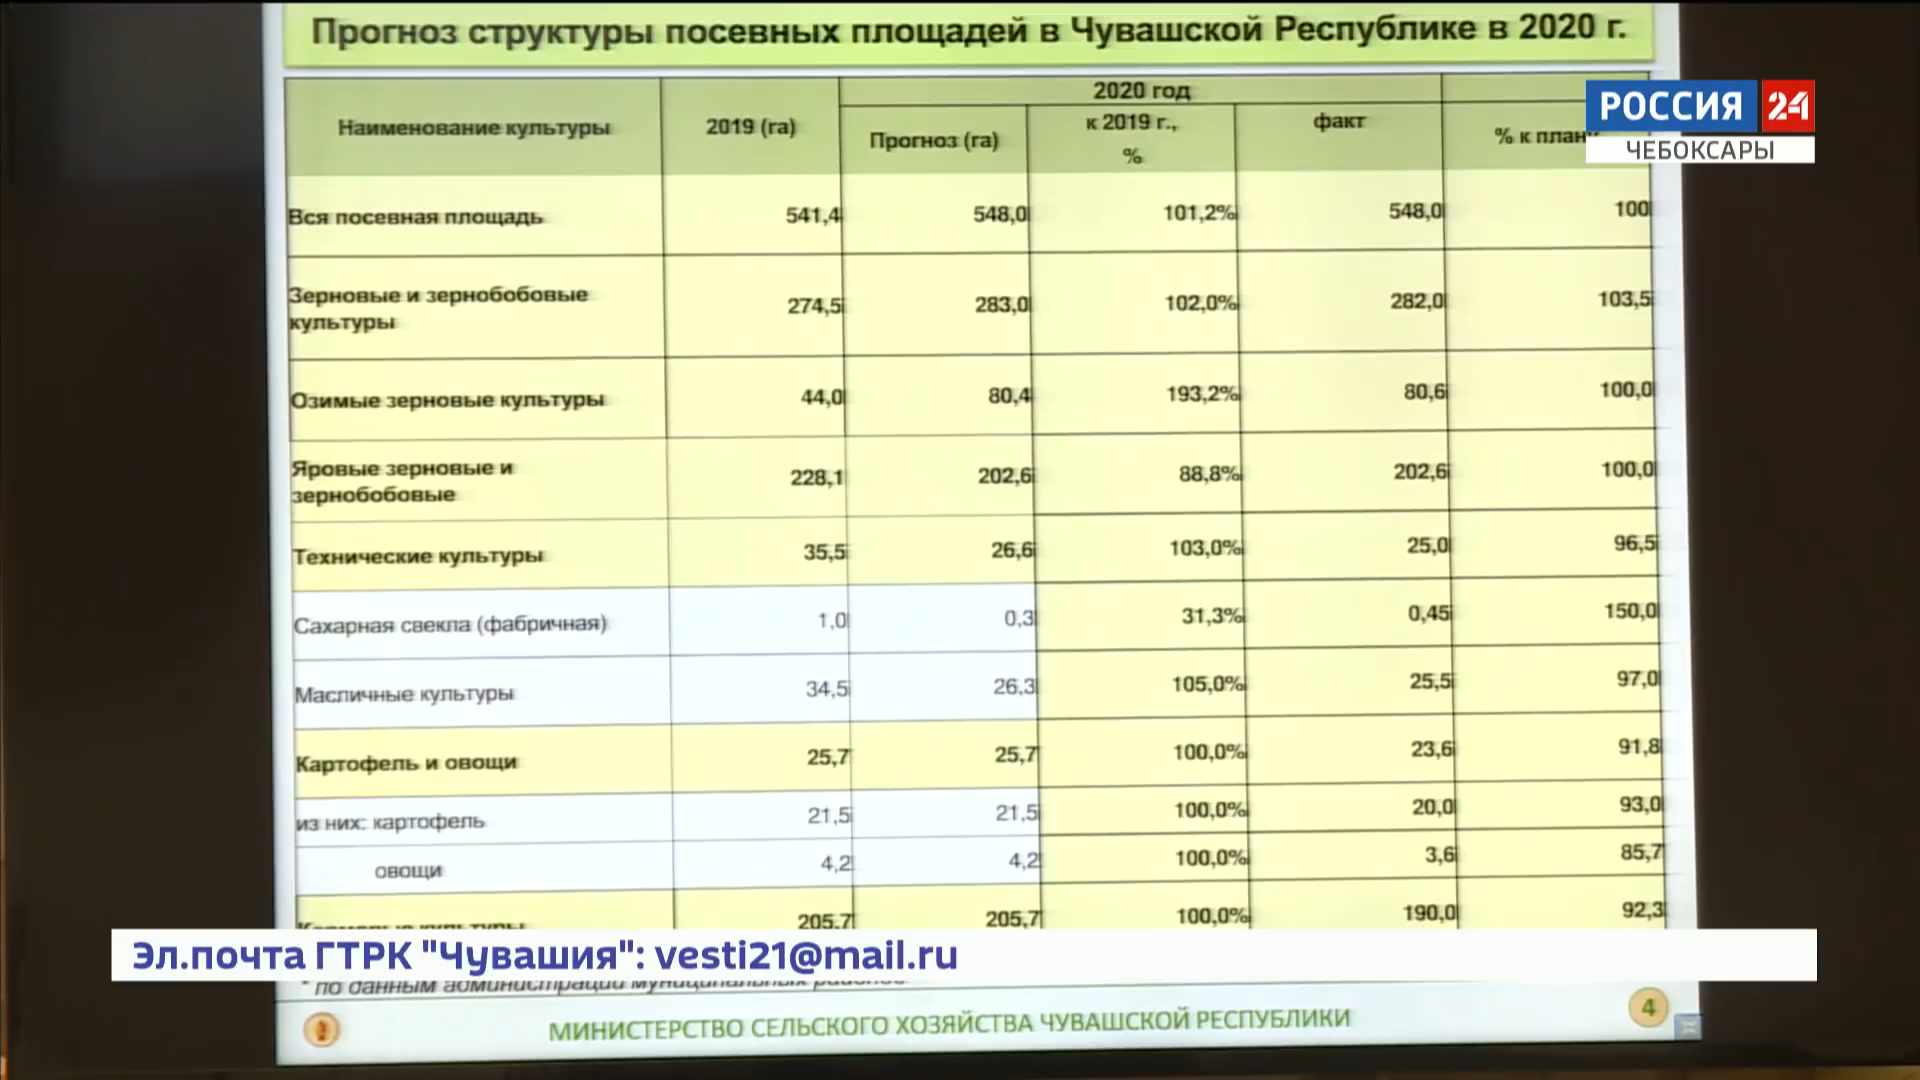 Прогноз структуры посевных площадей в Чувашской Республике в 2020 г.
Наименование культуры 2019 (га) 2020 год
Прогноз (га) к 2019 г., % факт % к план
РОССИЯ 24
ЧЕБОКСАРЫ
Вся посевная площадь 541,4 548,0 101,2% 548,0 100
Зерновые и зернобобовые
культуры 274,5 283,0 102,0% 282,0 103,5
Озимые зерновые культуры 44,0 80,4 193,2% 80,6 100,0
Яровые зерновые и
зернобобовые 228,1 202,6 88,8% 202,6 100,0
Технические культуры 35,5 26,6 103,0% 25,0 96,5
Сахарная свекла (фабричная) 1,0 0,3 31,3% 0,45 150,0
Масличные культуры 34,5 26,3 105,0% 25,5 97,0
Картофель и овощи 25,7 25,7 100,0% 23,6 91,8
из них: картофель 21,5 21,5 100,0% 20,0 93,0
овощи 4,2 4,2 100,0% 3,6 85,7
Кормовые культуры 205,7 205,7 100,0% 190,0 92,3
Эл.почта ГТРК "Чувашия": vesti21@mail.ru
* по данным администраций муниципальных районов
МИНИСТЕРСТВО СЕЛЬСКОГО ХОЗЯЙСТВА ЧУВАШСКОЙ РЕСПУБЛИКИ
4